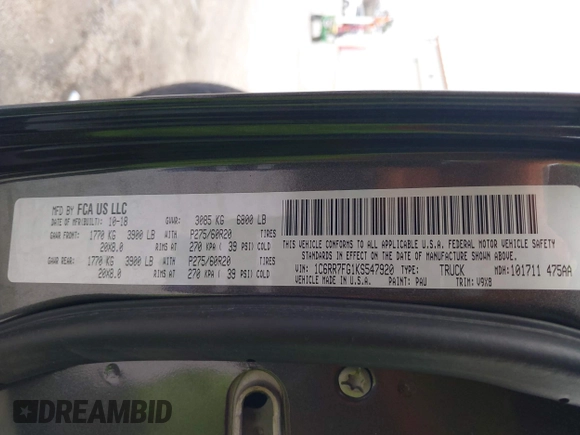 MFD BY FCA US LLC
DATE OF MFR(BUILT): 10-18 GVWR: 3085 KG 6800 LB
GAWR FRONT: 1770 KG 3900 LB WITH P275/60R20
20X8.0 RIMS AT 270 KPA ( 39 PSI) COLD
GAWR REAR: 1770 KG 3900 LB WITH P275/60R20
20X8.0 RIMS AT 270 KPA ( 39 PSI) COLD
THIS VEHICLE CONFORMS TO ALL APPLICABLE U.S.A. FEDERAL MOTOR VEHICLE SAFETY
STANDARDS IN EFFECT ON THE DATE OF MANUFACTURE SHOWN ABOVE.
VIN: 1C6RR7FG1KS547920 TYPE: TRUCK MDH: 101711 475AA
VEHICLE MADE IN U.S.A. PAINT: PAU TRIM: V9X8
DREAMBID